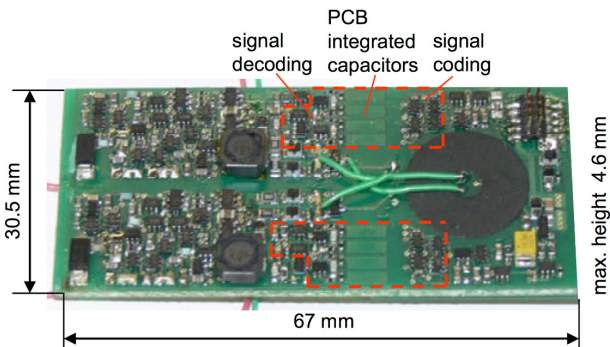 PCB
signal integrated signal
decoding capacitors coding
30.5 mm
max. height 4.6 mm
67 mm